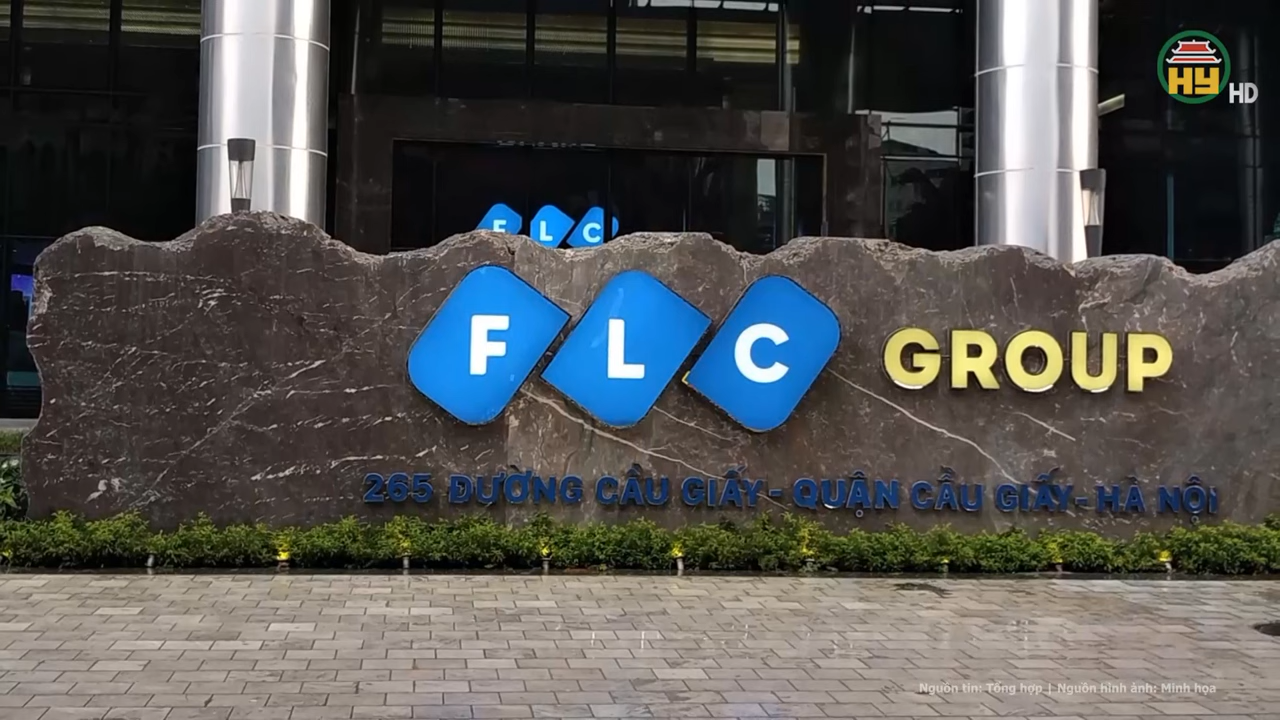 HY HD
FLC
FLC GROUP
265 ĐƯỜNG CẦU GIẤY - QUẬN CẦU GIẤY - HÀ NỘI
Nguồn tin: Tổng hợp | Nguồn hình ảnh: Minh họa